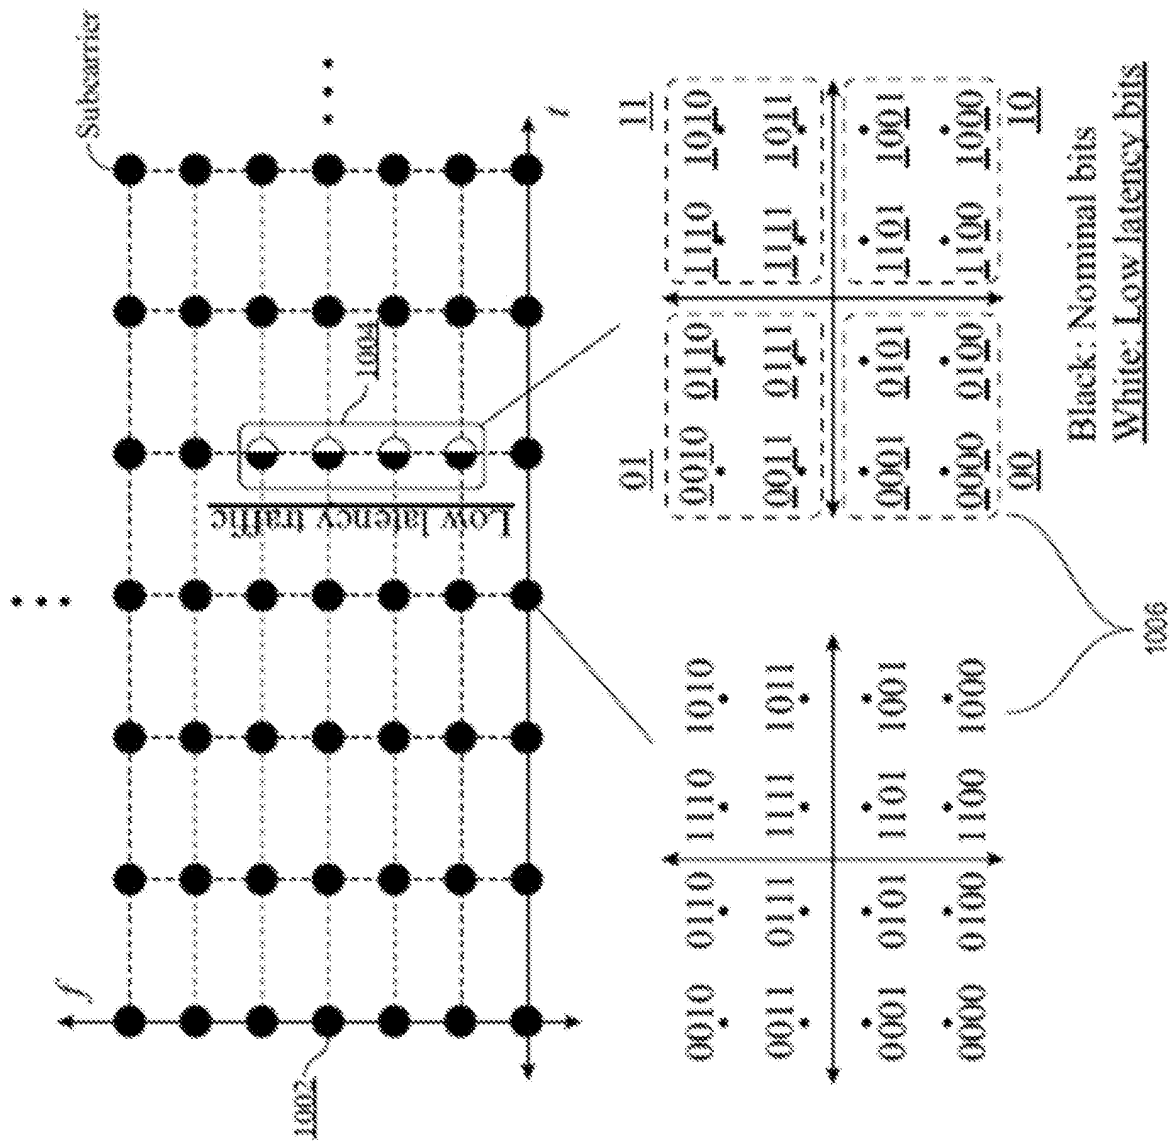 Subcarrier
f
t
1002
1004
Low latency traffic
0010 0110 1110 1010
0011 0111 1111 1011
0001 0101 1101 1001
0000 0100 1100 1000
01 11
0010 0110 1110 1010
0011 0111 1111 1011
0001 0101 1101 1001
0000 0100 1100 1000
00 10
1006
Black: Nominal bits
White: Low latency bits